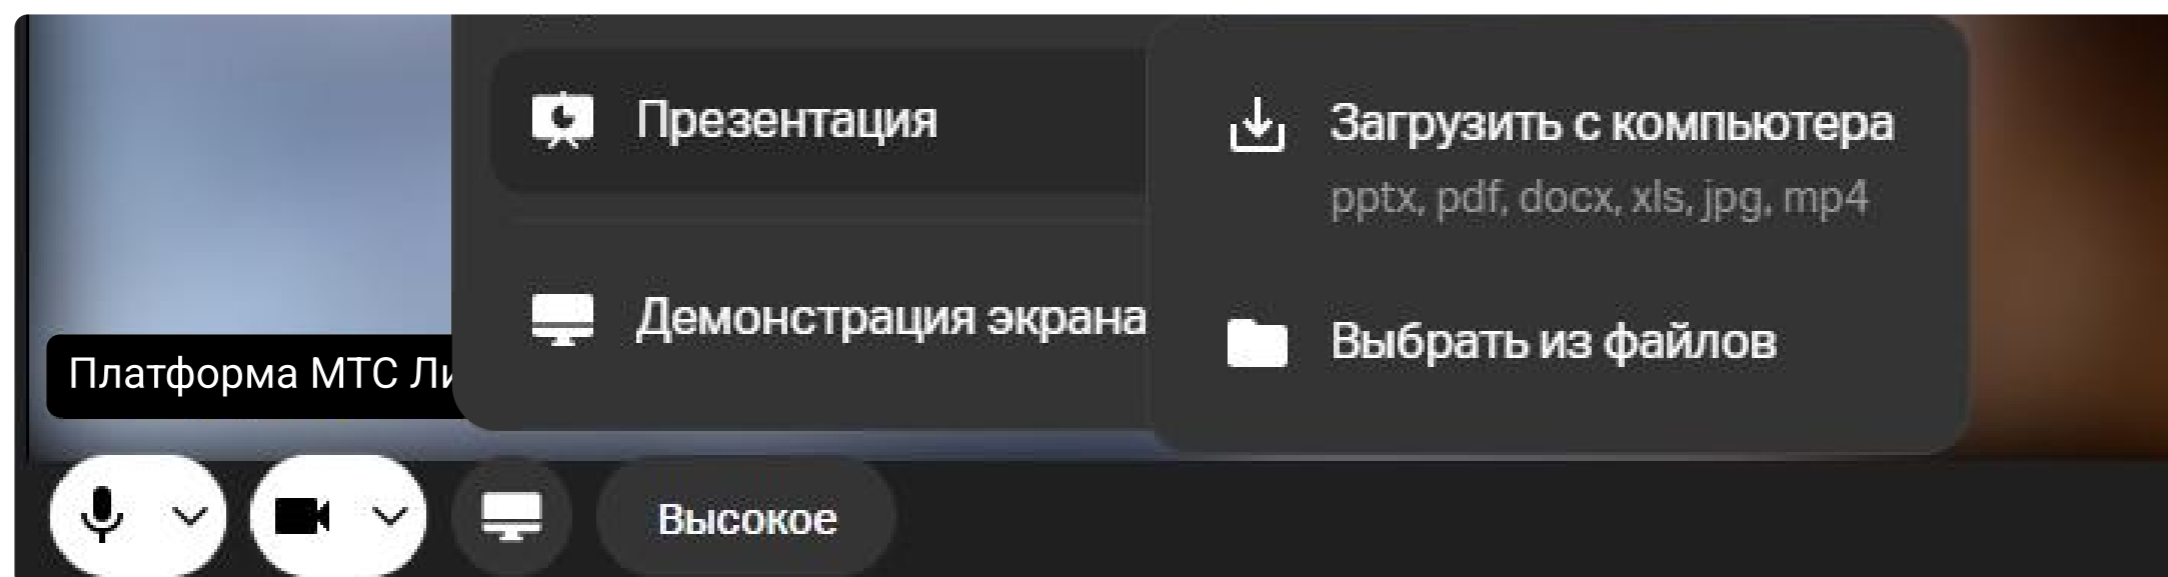 Презентация
Загрузить с компьютера
pptx, pdf, docx, xls, jpg, mp4
Демонстрация экрана
Выбрать из файлов
Платформа МТС Ли
Высокое